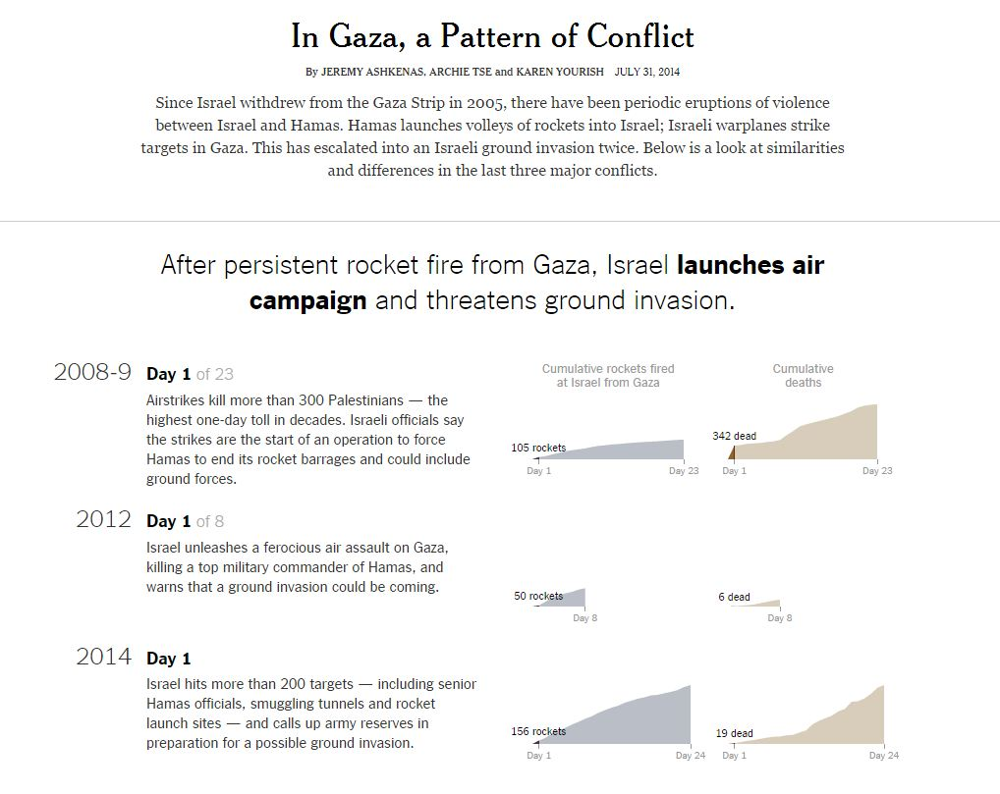 In Gaza, a Pattern of Conflict
By JEREMY ASHKENAS, ARCHIE TSE and KAREN YOURISH JULY 31, 2014
Since Israel withdrew from the Gaza Strip in 2005, there have been periodic eruptions of violence
between Israel and Hamas. Hamas launches volleys of rockets into Israel; Israeli warplanes strike
targets in Gaza. This has escalated into an Israeli ground invasion twice. Below is a look at similarities
and differences in the last three major conflicts.
After persistent rocket fire from Gaza, Israel launches air
campaign and threatens ground invasion.
2008-9
Day 1 of 23
Airstrikes kill more than 300 Palestinians — the
highest one-day toll in decades. Israeli officials say
the strikes are the start of an operation to force
Hamas to end its rocket barrages and could include
ground forces.
Cumulative rockets fired
at Israel from Gaza
105 rockets
Day 1
Day 23
Cumulative
deaths
342 dead
Day 1
Day 23
2012
Day 1 of 8
Israel unleashes a ferocious air assault on Gaza,
killing a top military commander of Hamas, and
warns that a ground invasion could be coming.
50 rockets
Day 8
6 dead
Day 8
2014
Day 1
Israel hits more than 200 targets — including senior
Hamas officials, smuggling tunnels and rocket
launch sites — and calls up army reserves in
preparation for a possible ground invasion.
156 rockets
Day 1
Day 24
19 dead
Day 1
Day 24